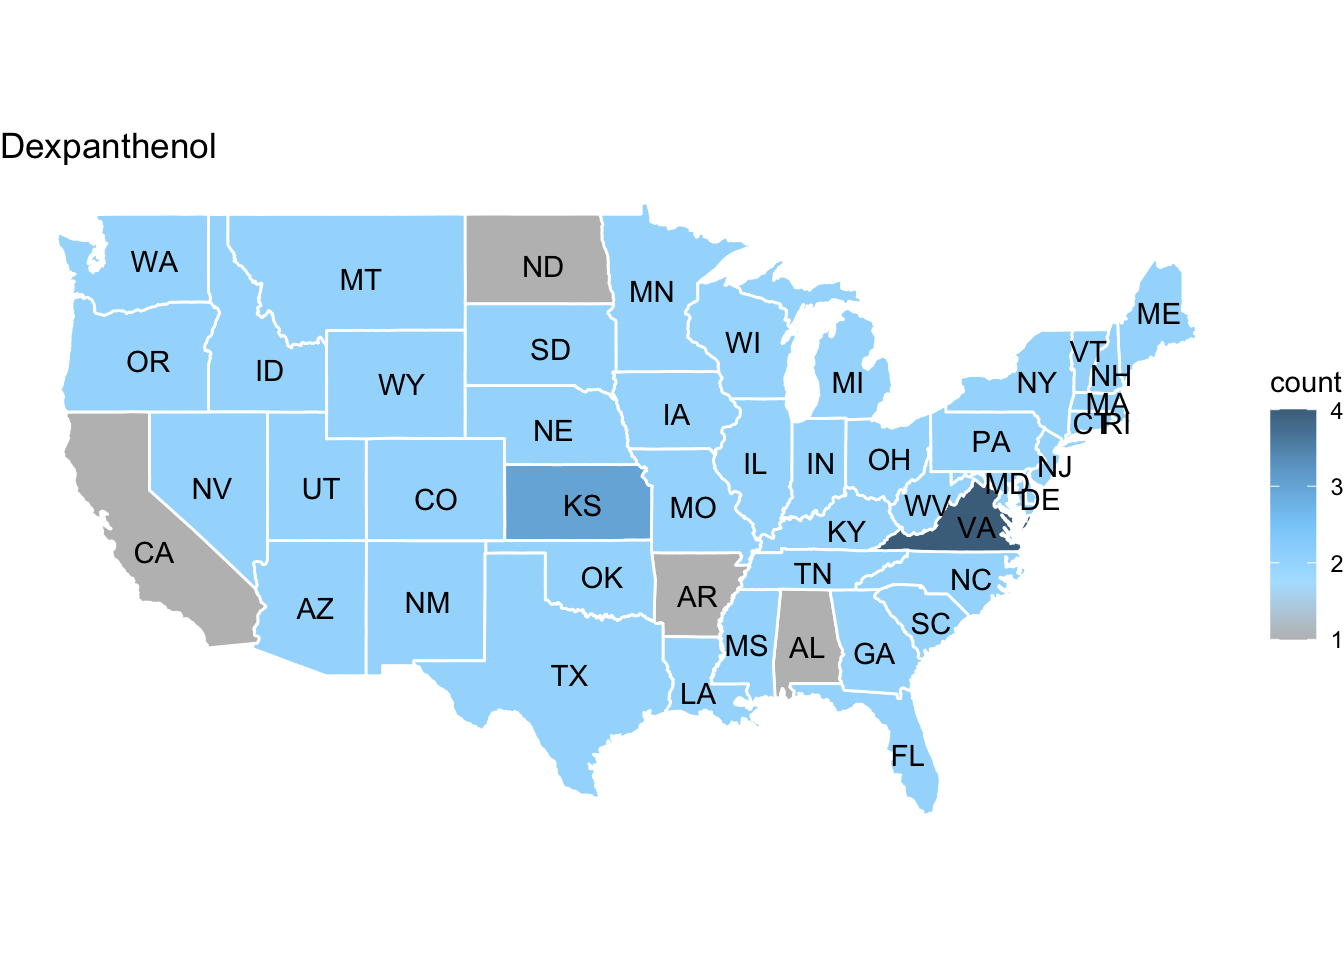 Dexpanthenol
WA
MT
ND
MN
ME
OR
ID
WY
SD
WI
MI
NY
VT
NH
MA
CT
RI
count
4
3
2
1
IA
NE
PA
NJ
NV
UT
CO
KS
MO
IL
IN
OH
WV
MD
DE
VA
KY
CA
AZ
NM
OK
AR
TN
NC
SC
MS
AL
GA
TX
LA
FL